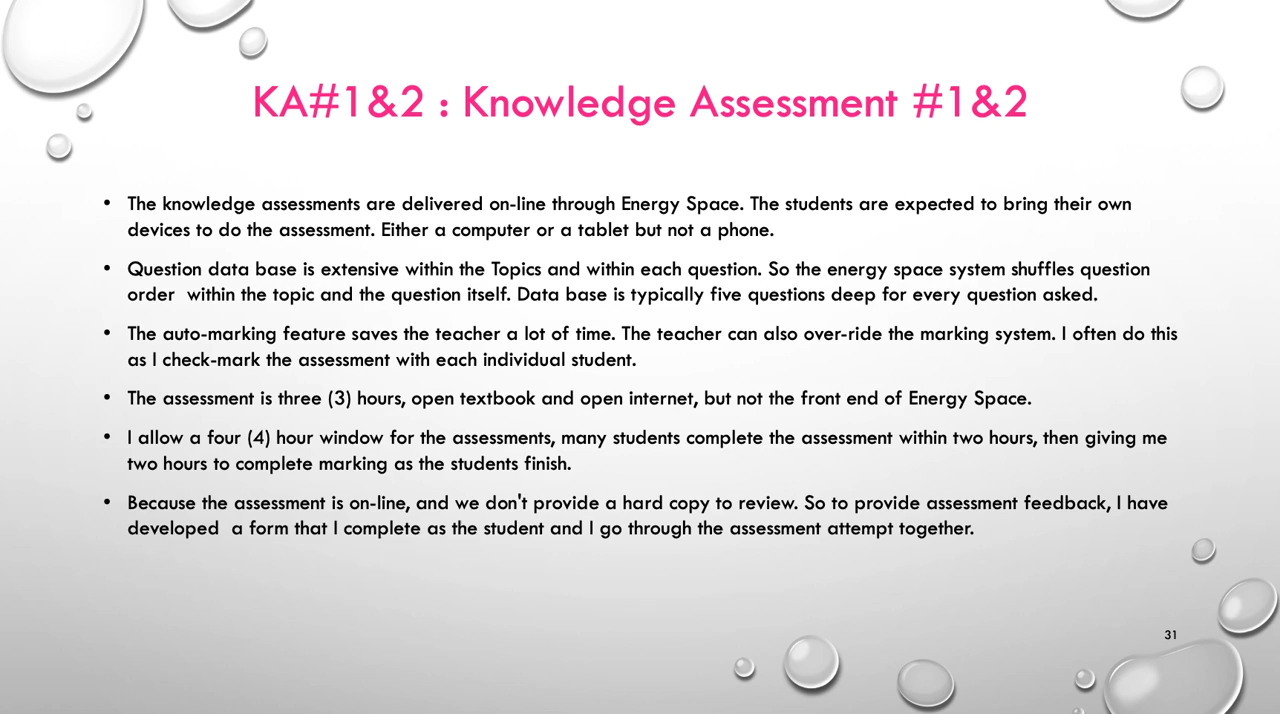 KA#1&2 : Knowledge Assessment #1&2
• The knowledge assessments are delivered on-line through Energy Space. The students are expected to bring their own
devices to do the assessment. Either a computer or a tablet but not a phone.
• Question data base is extensive within the Topics and within each question. So the energy space system shuffles question
order  within the topic and the question itself. Data base is typically five questions deep for every question asked.
• The auto-marking feature saves the teacher a lot of time. The teacher can also over-ride the marking system. I often do this
as I check-mark the assessment with each individual student.
• The assessment is three (3) hours, open textbook and open internet, but not the front end of Energy Space.
• I allow a four (4) hour window for the assessments, many students complete the assessment within two hours, then giving me
two hours to complete marking as the students finish.
• Because the assessment is on-line, and we don't provide a hard copy to review. So to provide assessment feedback, I have
developed  a form that I complete as the student and I go through the assessment attempt together.
31